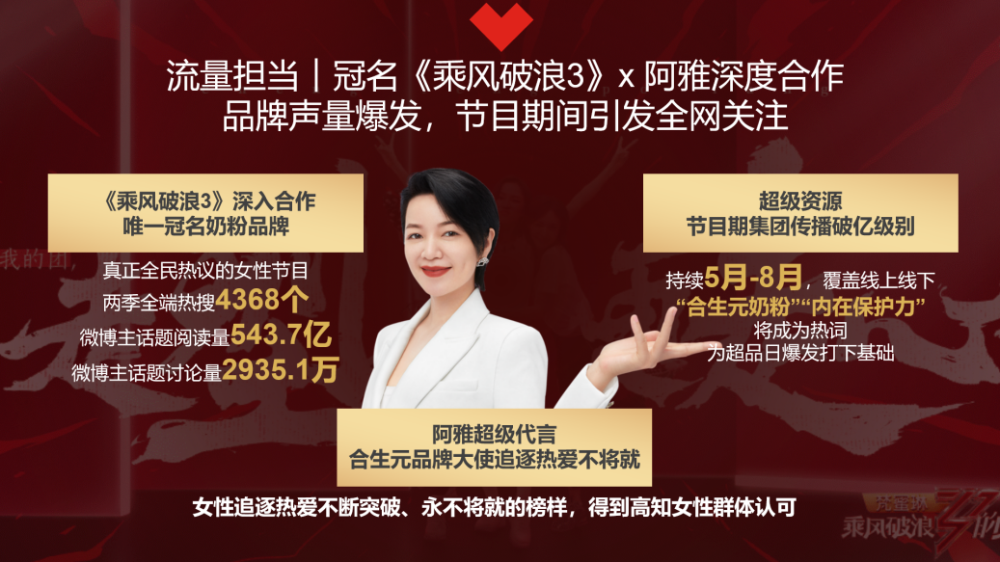 流量担当｜冠名《乘风破浪3》x 阿雅深度合作
品牌声量爆发，节目期间引发全网关注
《乘风破浪3》深入合作
唯一冠名奶粉品牌
真正全民热议的女性节目
两季全端热搜4368个
微博主话题阅读量543.7亿
微博主话题讨论量2935.1万
超级资源
节目期集团传播破亿级别
持续5月-8月，覆盖线上线下
“合生元奶粉”“内在保护力”
将成为热词
为超品日爆发打下基础
阿雅超级代言
合生元品牌大使追逐热爱不将就
女性追逐热爱不断突破、永不将就的榜样，得到高知女性群体认可
我的团，
梵蜜琳
乘风破浪
的